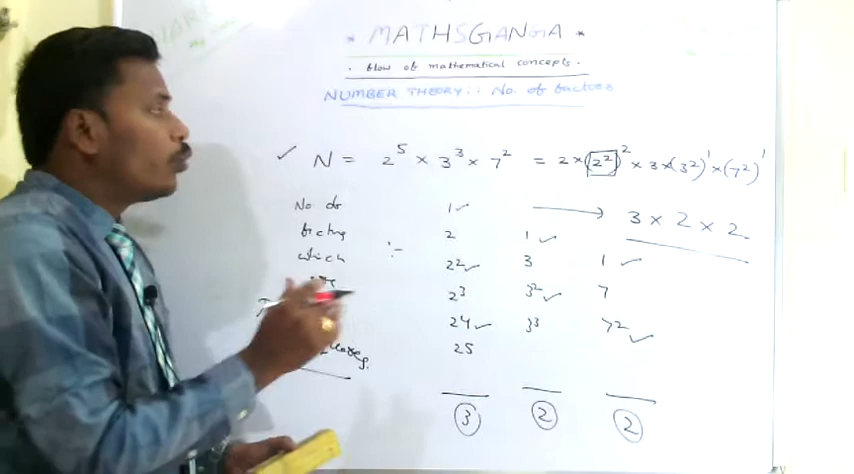 * MATHSGANGA *
. flow of mathematical concepts.
NUMBER THEORY:: No. of factors
✓ N = 2⁵ × 3³ × 7² = 2 × (2²)² × 3 × (3²)¹ × (7²)¹
No of
factors
which
:-
1 ✓
2
2² ✓
2³
2⁴ ✓
2⁵
③
1 ✓
3
3² ✓
3³
②
1 ✓
7
7² ✓
②
→ 3 × 2 × 2